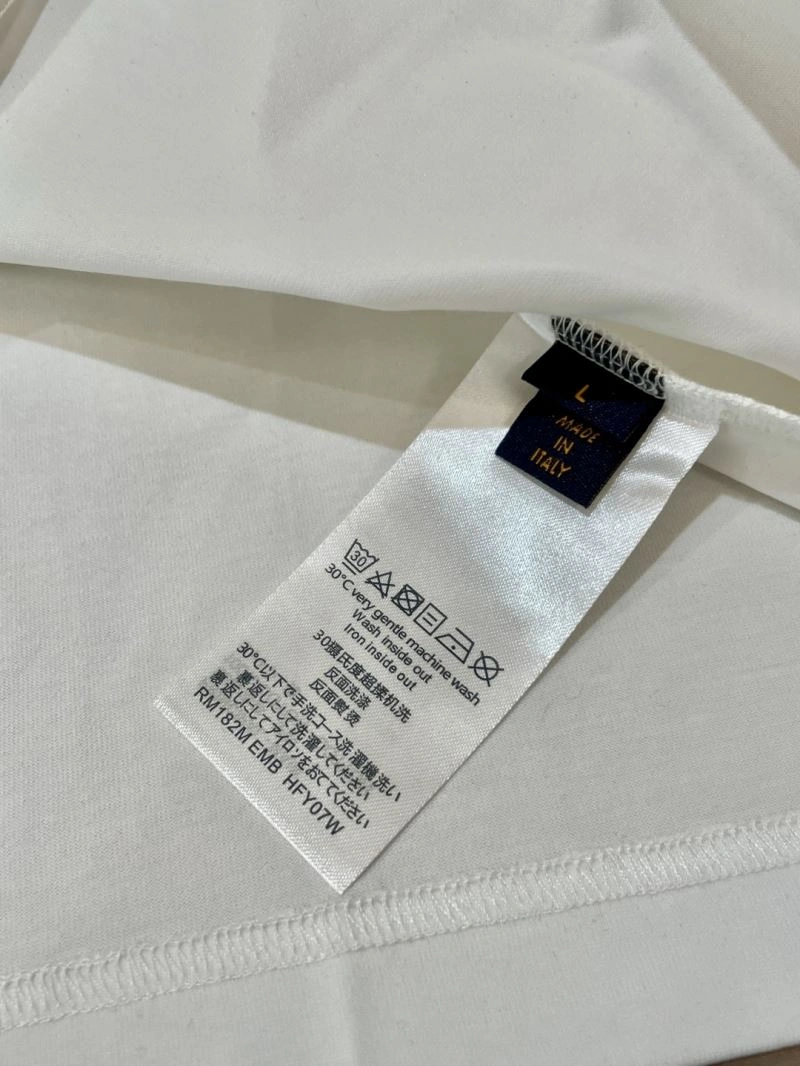 L
MADE
IN
ITALY
30
30°C very gentle machine wash
Wash inside out
Iron inside out
30摄氏度超揉机洗
反面洗涤
反面熨烫
30°C以下で手洗コース洗濯機洗い
裏返しにして洗濯してください
裏返しにしてアイロンをおててください
RM182M EMB HFY07W